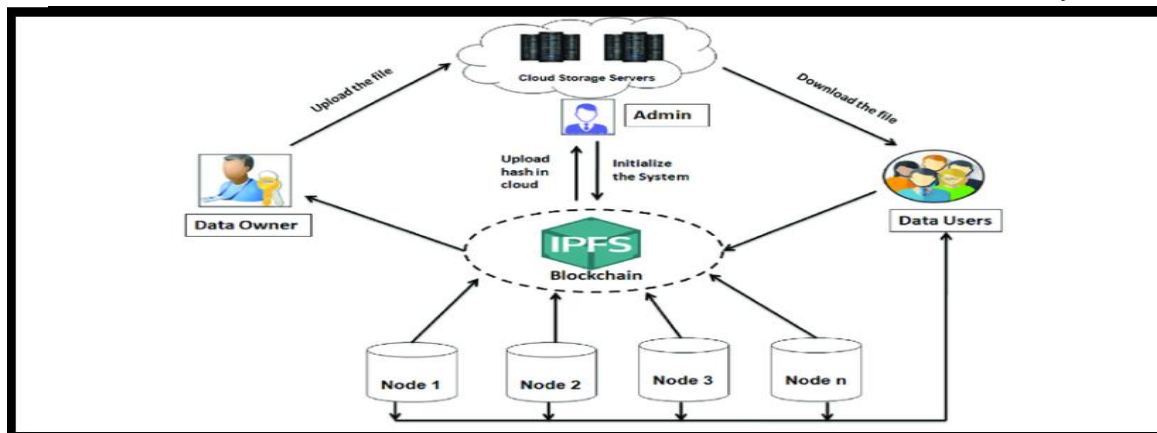 Cloud Storage Servers
Upload the file
Download the file
Admin
Upload
hash in
cloud
Initialize
the System
Data Owner
Data Users
IPFS
Blockchain
Node 1
Node 2
Node 3
Node n